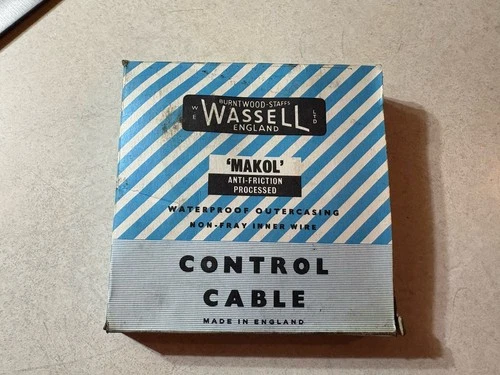 BURNTWOOD-STAFFS
WE WASSELL LTD
ENGLAND
'MAKOL'
ANTI-FRICTION
PROCESSED
WATERPROOF OUTERCASING
NON-FRAY INNER WIRE
CONTROL
CABLE
MADE IN ENGLAND